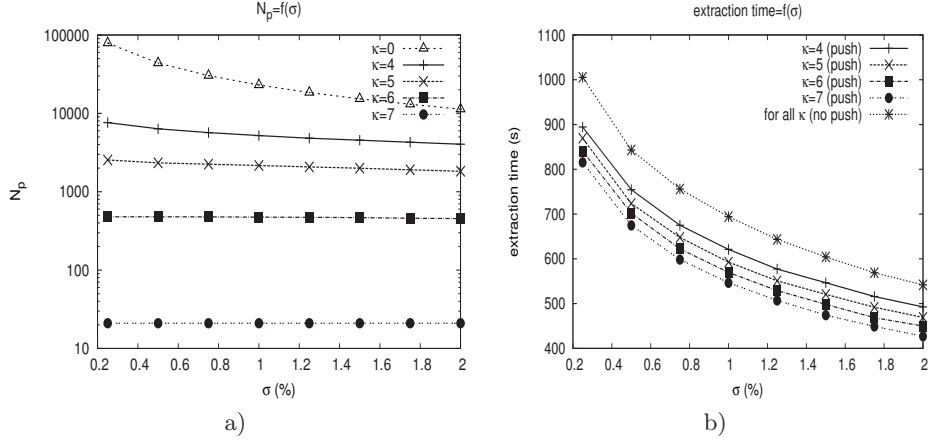 N_p=f(σ)
N_p
100000
10000
1000
100
10
κ=0
κ=4
κ=5
κ=6
κ=7
0.2 0.4 0.6 0.8 1.0 1.2 1.4 1.6 1.8 2
σ (%)
a)
extraction time=f(σ)
extraction time (s)
1100
1000
900
800
700
600
500
400
κ=4 (push)
κ=5 (push)
κ=6 (push)
κ=7 (push)
for all κ (no push)
0.2 0.4 0.6 0.8 1.0 1.2 1.4 1.6 1.8 2
σ (%)
b)